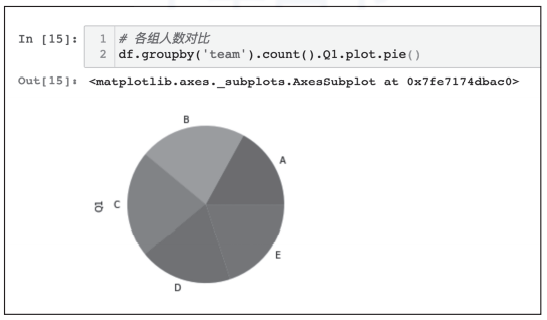 In [15]: 1 # 各组人数对比
2 df.groupby('team').count().Q1.plot.pie()
Out[15]: <matplotlib.axes._subplots.AxesSubplot at 0x7fe7174dbac0>
B
A
Q1 C
E
D